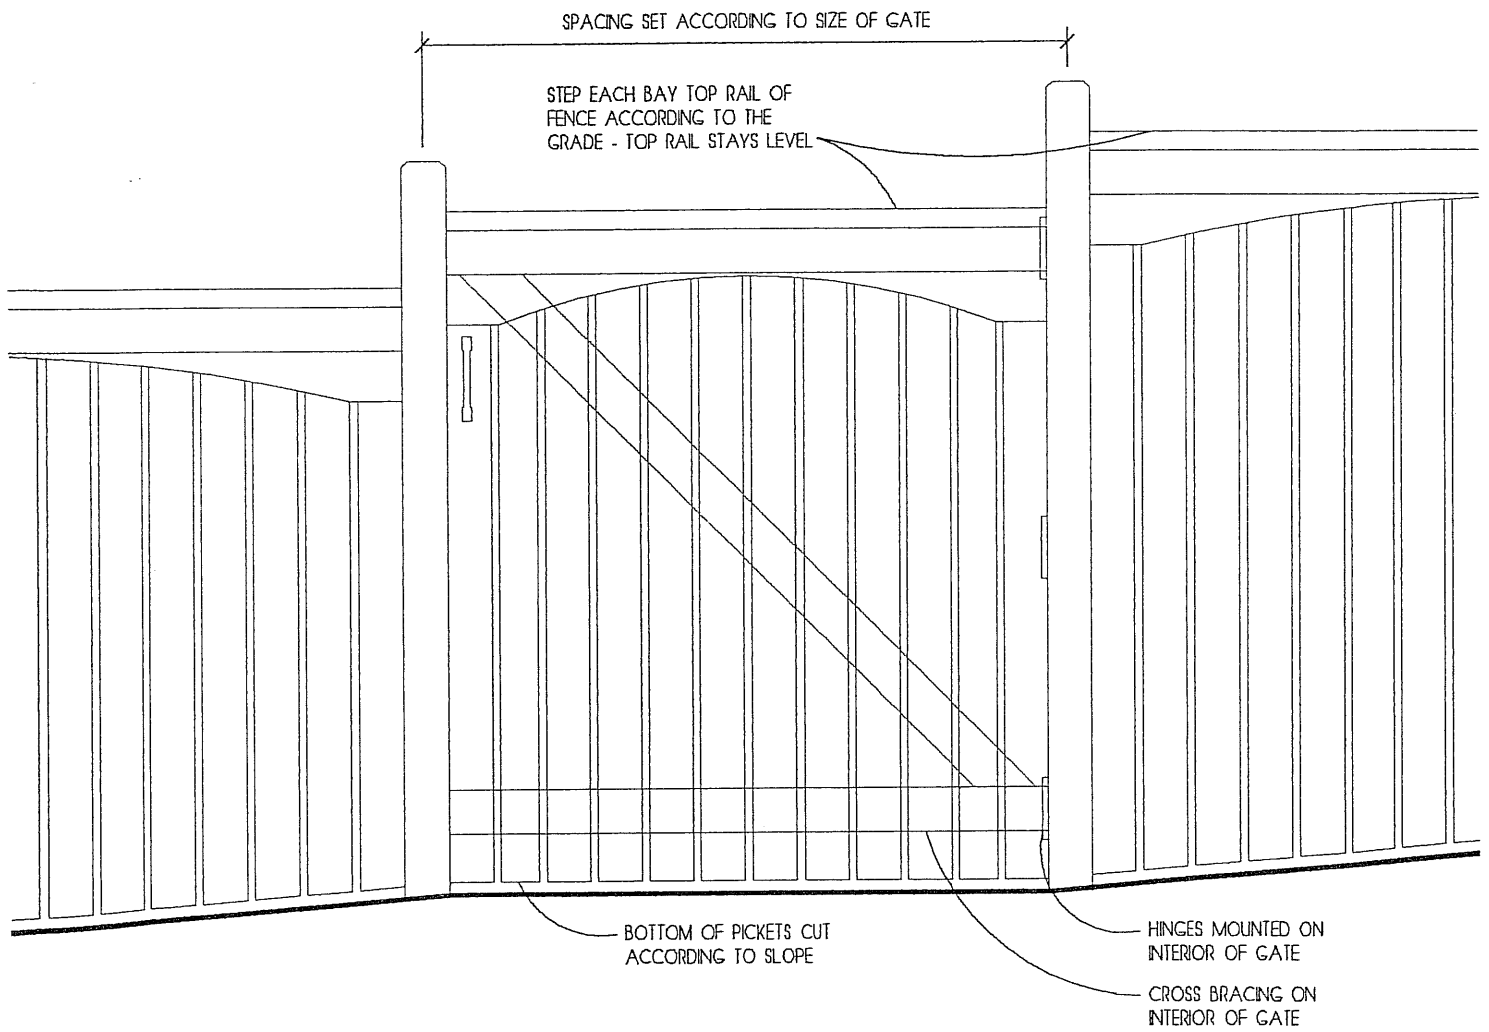 SPACING SET ACCORDING TO SIZE OF GATE
STEP EACH BAY TOP RAIL OF
FENCE ACCORDING TO THE
GRADE - TOP RAIL STAYS LEVEL
BOTTOM OF PICKETS CUT
ACCORDING TO SLOPE
HINGES MOUNTED ON
INTERIOR OF GATE
CROSS BRACING ON
INTERIOR OF GATE